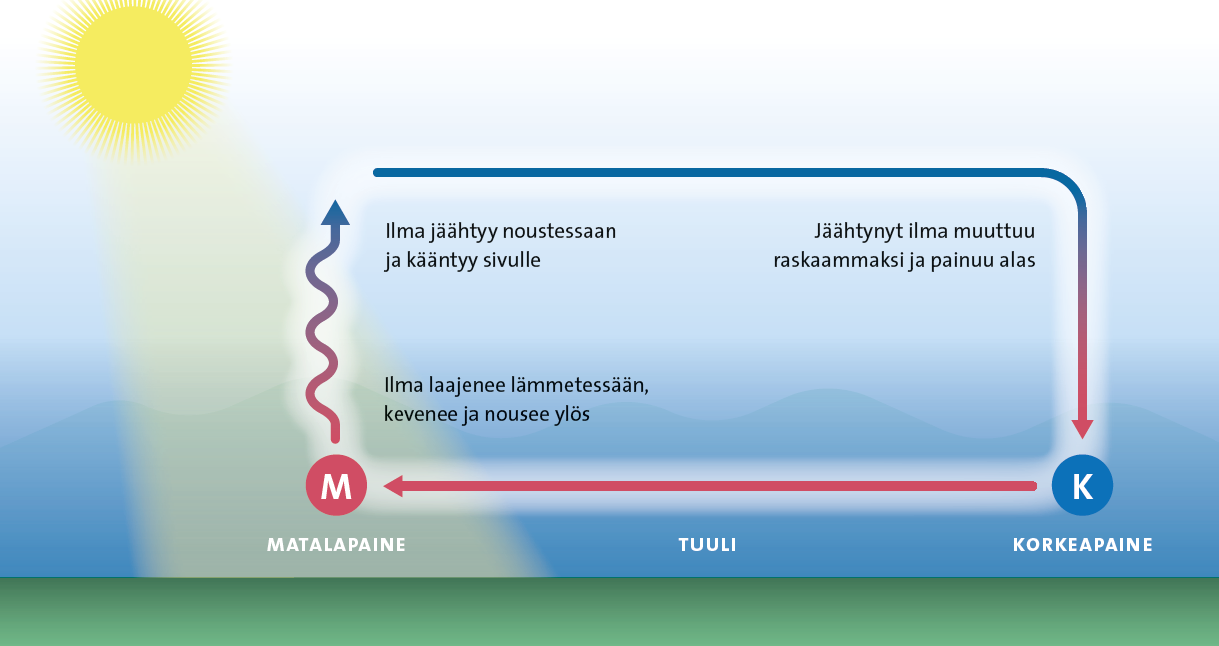 Ilma jäähtyy noustessaan
ja kääntyy sivulle
Jäähtynyt ilma muuttuu
raskaammaksi ja painuu alas
Ilma laajenee lämmetessään,
kevenee ja nousee ylös
M
K
MATALAPAINE
TUULI
KORKEAPAINE